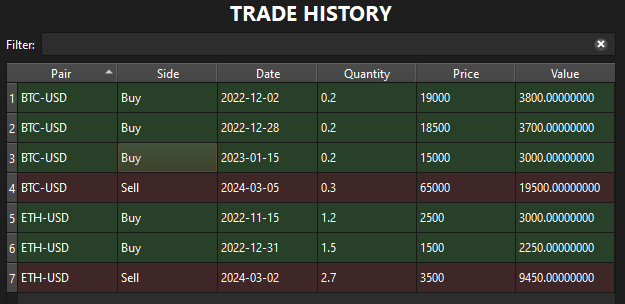 TRADE HISTORY
Filter:
Pair Side Date Quantity Price Value
1 BTC-USD Buy 2022-12-02 0.2 19000 3800.00000000
2 BTC-USD Buy 2022-12-28 0.2 18500 3700.00000000
3 BTC-USD Buy 2023-01-15 0.2 15000 3000.00000000
4 BTC-USD Sell 2024-03-05 0.3 65000 19500.00000000
5 ETH-USD Buy 2022-11-15 1.2 2500 3000.00000000
6 ETH-USD Buy 2022-12-31 1.5 1500 2250.00000000
7 ETH-USD Sell 2024-03-02 2.7 3500 9450.00000000